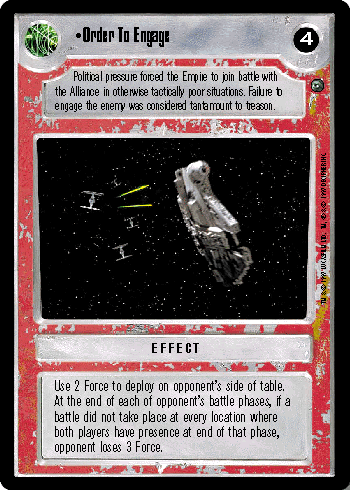 •Order To Engage
4
Political pressure forced the Empire to join battle with
the Alliance in otherwise tactically poor situations. Failure to
engage the enemy was considered tantamount to treason.
EFFECT
Use 2 Force to deploy on opponent's side of table.
At the end of each of opponent's battle phases, if a
battle did not take place at every location where
both players have presence at end of that phase,
opponent loses 3 Force.